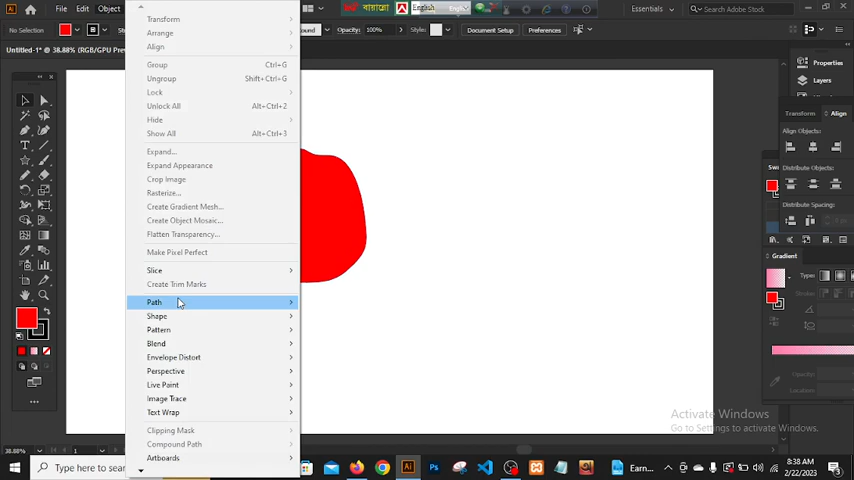 File Edit Object
বায়ান্নো English
Essentials Search Adobe Stock
No Selection
Opacity: 100% Style: Document Setup Preferences
Untitled-1* @ 38.88% (RGB/GPU Prev
Transform
Arrange
Align
Group Ctrl+G
Ungroup Shift+Ctrl+G
Lock
Unlock All Alt+Ctrl+2
Hide
Show All Alt+Ctrl+3
Expand...
Expand Appearance
Crop Image
Rasterize...
Create Gradient Mesh...
Create Object Mosaic...
Flatten Transparency...
Make Pixel Perfect
Slice
Create Trim Marks
Path
Shape
Pattern
Blend
Envelope Distort
Perspective
Live Paint
Image Trace
Text Wrap
Clipping Mask
Compound Path
Artboards
Properties
Layers
Transform Align
Align Objects:
Distribute Objects:
Distribute Spacing:
Gradient
Type:
Activate Windows
Go to Settings to activate Windows.
38.88% 1
Type here to sea
Earn...
8:38 AM
2/22/2023